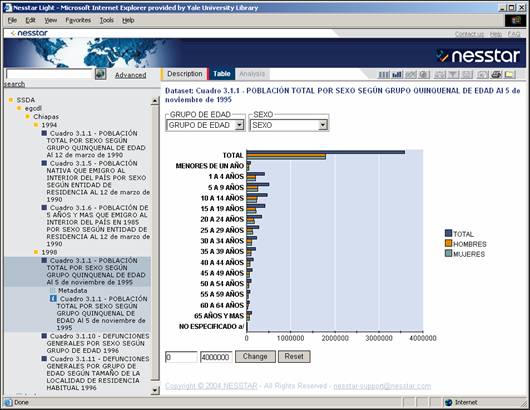 Nesstar Light - Microsoft Internet Explorer provided by Yale University Library
File Edit View Favorites Tools Help
nesstar
Contact us Help FAQ
nesstar
Advanced
search
Description Table Analysis
SSDA
egcdl
Chiapas
1994
Cuadro 3.1.1 - POBLACIÓN
TOTAL POR SEXO SEGÚN
GRUPO QUINQUENAL DE EDAD
Al 12 de marzo de 1990
Cuadro 3.1.5 - POBLACIÓN
NATIVA QUE EMIGRO AL
INTERIOR DEL PAÍS POR SEXO
SEGÚN ENTIDAD DE
RESIDENCIA AL 12 de marzo de
1990
Cuadro 3.1.6 - POBLACIÓN DE
5 AÑOS Y MAS QUE EMIGRO AL
INTERIOR DEL PAÍS EN 1985
POR SEXO SEGÚN ENTIDAD DE
RESIDENCIA AL 12 de marzo de
1990
1998
Cuadro 3.1.1 - POBLACIÓN
TOTAL POR SEXO SEGÚN
GRUPO QUINQUENAL DE EDAD
Al 5 de noviembre de 1995
Metadata
Cuadro 3.1.1 - POBLACIÓN
TOTAL POR SEXO SEGÚN
GRUPO QUINQUENAL DE
EDAD Al 5 de noviembre de
1995
Cuadro 3.1.10 - DEFUNCIONES
GENERALES POR SEXO SEGÚN
GRUPO DE EDAD 1996
Cuadro 3.1.11 - DEFUNCIONES
GENERALES POR GRUPO DE
EDAD SEGÚN TAMAÑO DE LA
LOCALIDAD DE RESIDENCIA
HABITUAL 1996
Dataset: Cuadro 3.1.1 - POBLACIÓN TOTAL POR SEXO SEGÚN GRUPO QUINQUENAL DE EDAD Al 5 de
noviembre de 1995
GRUPO DE EDAD SEXO
GRUPO DE EDAD SEXO
TOTAL
MENORES DE UN AÑO
1 A 4 AÑOS
5 A 9 AÑOS
10 A 14 AÑOS
15 A 19 AÑOS
20 A 24 AÑOS
25 A 29 AÑOS
30 A 34 AÑOS
35 A 39 AÑOS
40 A 44 AÑOS
45 A 49 AÑOS
50 A 54 AÑOS
55 A 59 AÑOS
60 A 64 AÑOS
65 AÑOS Y MAS
NO ESPECIFICADO a/
0 1000000 2000000 3000000 4000000
TOTAL
HOMBRES
MUJERES
0 4000000 Change Reset
Copyright © 2004 NESSTAR - All Rights Reserved - nesstar-support@nesstar.com
Done
Internet